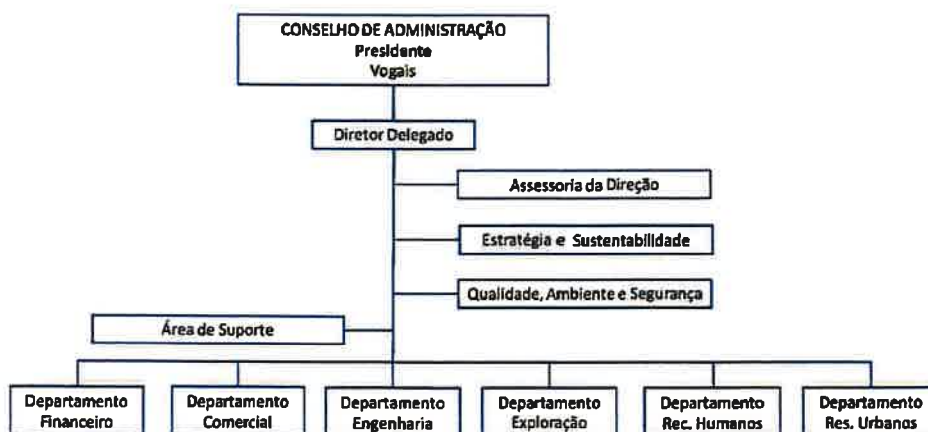 CONSELHO DE ADMINISTRAÇÃO
Presidente
Vogais
Diretor Delegado
Assessoria da Direção
Estratégia e Sustentabilidade
Qualidade, Ambiente e Segurança
Área de Suporte
Departamento
Financeiro
Departamento
Comercial
Departamento
Engenharia
Departamento
Exploração
Departamento
Rec. Humanos
Departamento
Res. Urbanos